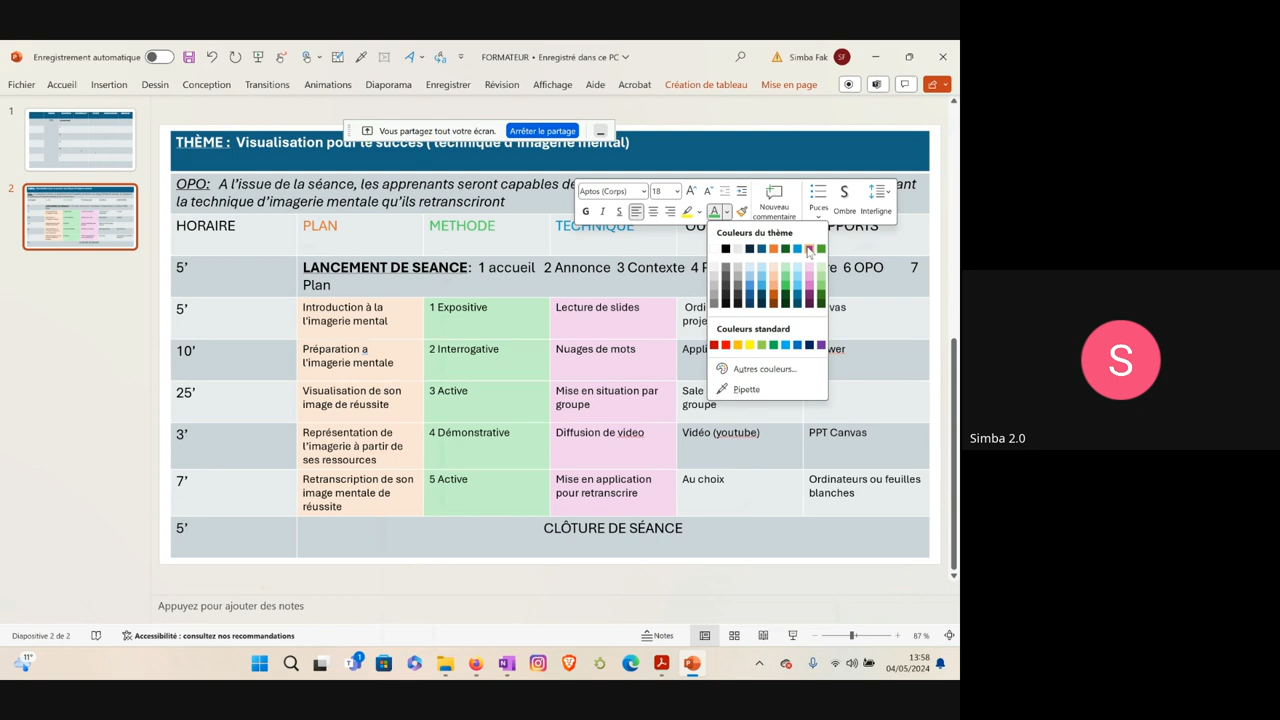 Enregistrement automatique
FORMATEUR • Enregistré dans ce PC
Simba Fak
SF
Fichier
Accueil
Insertion
Dessin
Conception
Transitions
Animations
Diaporama
Enregistrer
Révision
Affichage
Aide
Acrobat
Création de tableau
Mise en page
1
2
Vous partagez tout votre écran.
Arrêter le partage
THÈME : Visualisation pour le succès ( technique d'imagerie mental)
OPO: A l'issue de la séance, les apprenants seront capables de
la technique d'imagerie mentale qu'ils retranscriront
HORAIRE
PLAN
METHODE
TECHNIQUE
5'
LANCEMENT DE SEANCE: 1 accueil 2 Annonce 3 Contexte 4
6 OPO 7
Plan
5'
Introduction à la
l'imagerie mental
1 Expositive
Lecture de slides
10'
Préparation a
l'imagerie mentale
2 Interrogative
Nuages de mots
25'
Visualisation de son
image de réussite
3 Active
Mise en situation par
groupe
Sale
groupe
3'
Représentation de
l'imagerie à partir de
ses ressources
4 Démonstrative
Diffusion de video
Vidéo (youtube)
PPT Canvas
7'
Retranscription de son
image mentale de
réussite
5 Active
Mise en application
pour retranscrire
Au choix
Ordinateurs ou feuilles
blanches
5'
CLÔTURE DE SÉANCE
Aptos (Corps)
18
G I S
Nouveau
commentaire
Puces
Ombre
Interligne
Couleurs du thème
Couleurs standard
Autres couleurs...
Pipette
Appuyez pour ajouter des notes
Diapositive 2 de 2
Accessibilité : consultez nos recommandations
Notes
87 %
11°
13:58
04/05/2024
S
Simba 2.0